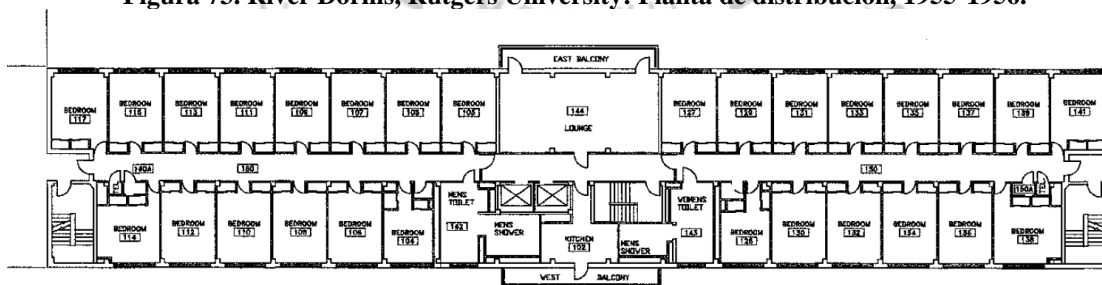 Figura 73. River Dorms, Rutgers University: Planta de distribución, 1955-1956.
EAST BALCONY
BEDROOM
117
BEDROOM
115
BEDROOM
113
BEDROOM
111
BEDROOM
109
BEDROOM
107
BEDROOM
105
BEDROOM
103
144
LOUNGE
BEDROOM
127
BEDROOM
129
BEDROOM
131
BEDROOM
133
BEDROOM
135
BEDROOM
137
BEDROOM
139
BEDROOM
141
160A
160
150
150A
BEDROOM
114
BEDROOM
112
BEDROOM
110
BEDROOM
108
BEDROOM
106
BEDROOM
104
MENS
TOILET
142
MENS
SHOWER
KITCHEN
102
MENS
SHOWER
WOMENS
TOILET
143
BEDROOM
128
BEDROOM
130
BEDROOM
132
BEDROOM
134
BEDROOM
136
BEDROOM
138
WEST BALCONY